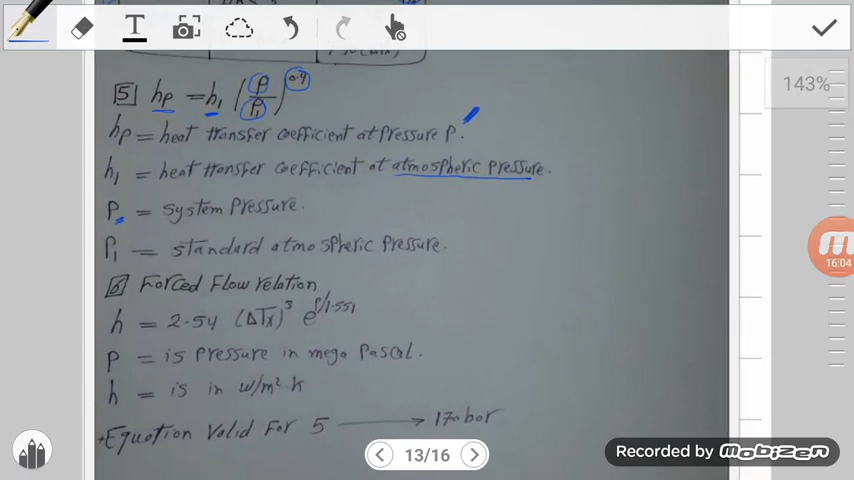 T
143%
5 hp = h1 (P/P1)^0.4
hp = heat transfer coefficient at pressure P.
h1 = heat transfer coefficient at atmospheric pressure.
P = system pressure.
P1 = standard atmospheric pressure.
6 Forced Flow relation
h = 2.54 (ΔTx)^3 e^P/1.551
P = is pressure in mega Pascal.
h = is in w/m².K
*Equation Valid For 5 → 170 bar
16:04
13/16
Recorded by mobizen